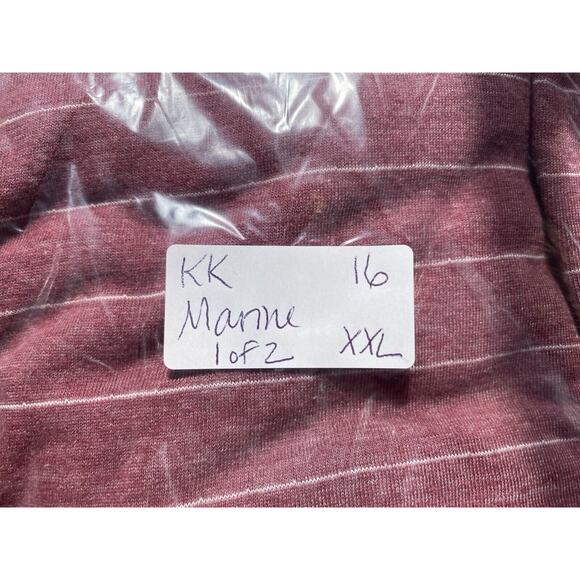 KK 16
Marine
1 of 2 XXL